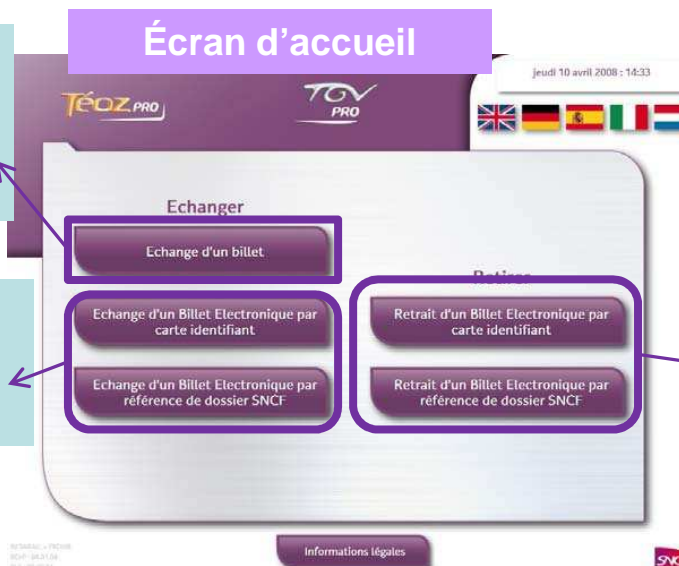 Écran d'accueil
jeudi 10 avril 2008 : 14:33
TÉOZ PRO
TGV
PRO
Echanger
Echange d'un billet
Retirer
Echange d'un Billet Electronique par
carte identifiant
Retrait d'un Billet Electronique par
carte identifiant
Echange d'un Billet Electronique par
référence de dossier SNCF
Retrait d'un Billet Electronique par
référence de dossier SNCF
Informations légales